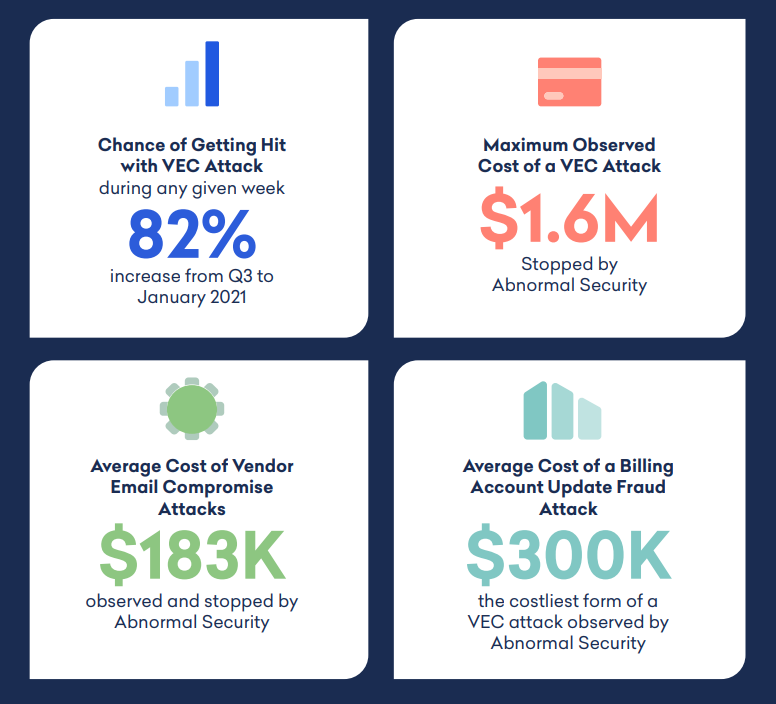 Chance of Getting Hit
with VEC Attack
during any given week
82%
increase from Q3 to
January 2021
Maximum Observed
Cost of a VEC Attack
$1.6M
Stopped by
Abnormal Security
Average Cost of Vendor
Email Compromise
Attacks
$183K
observed and stopped by
Abnormal Security
Average Cost of a Billing
Account Update Fraud
Attack
$300K
the costliest form of a
VEC attack observed by
Abnormal Security